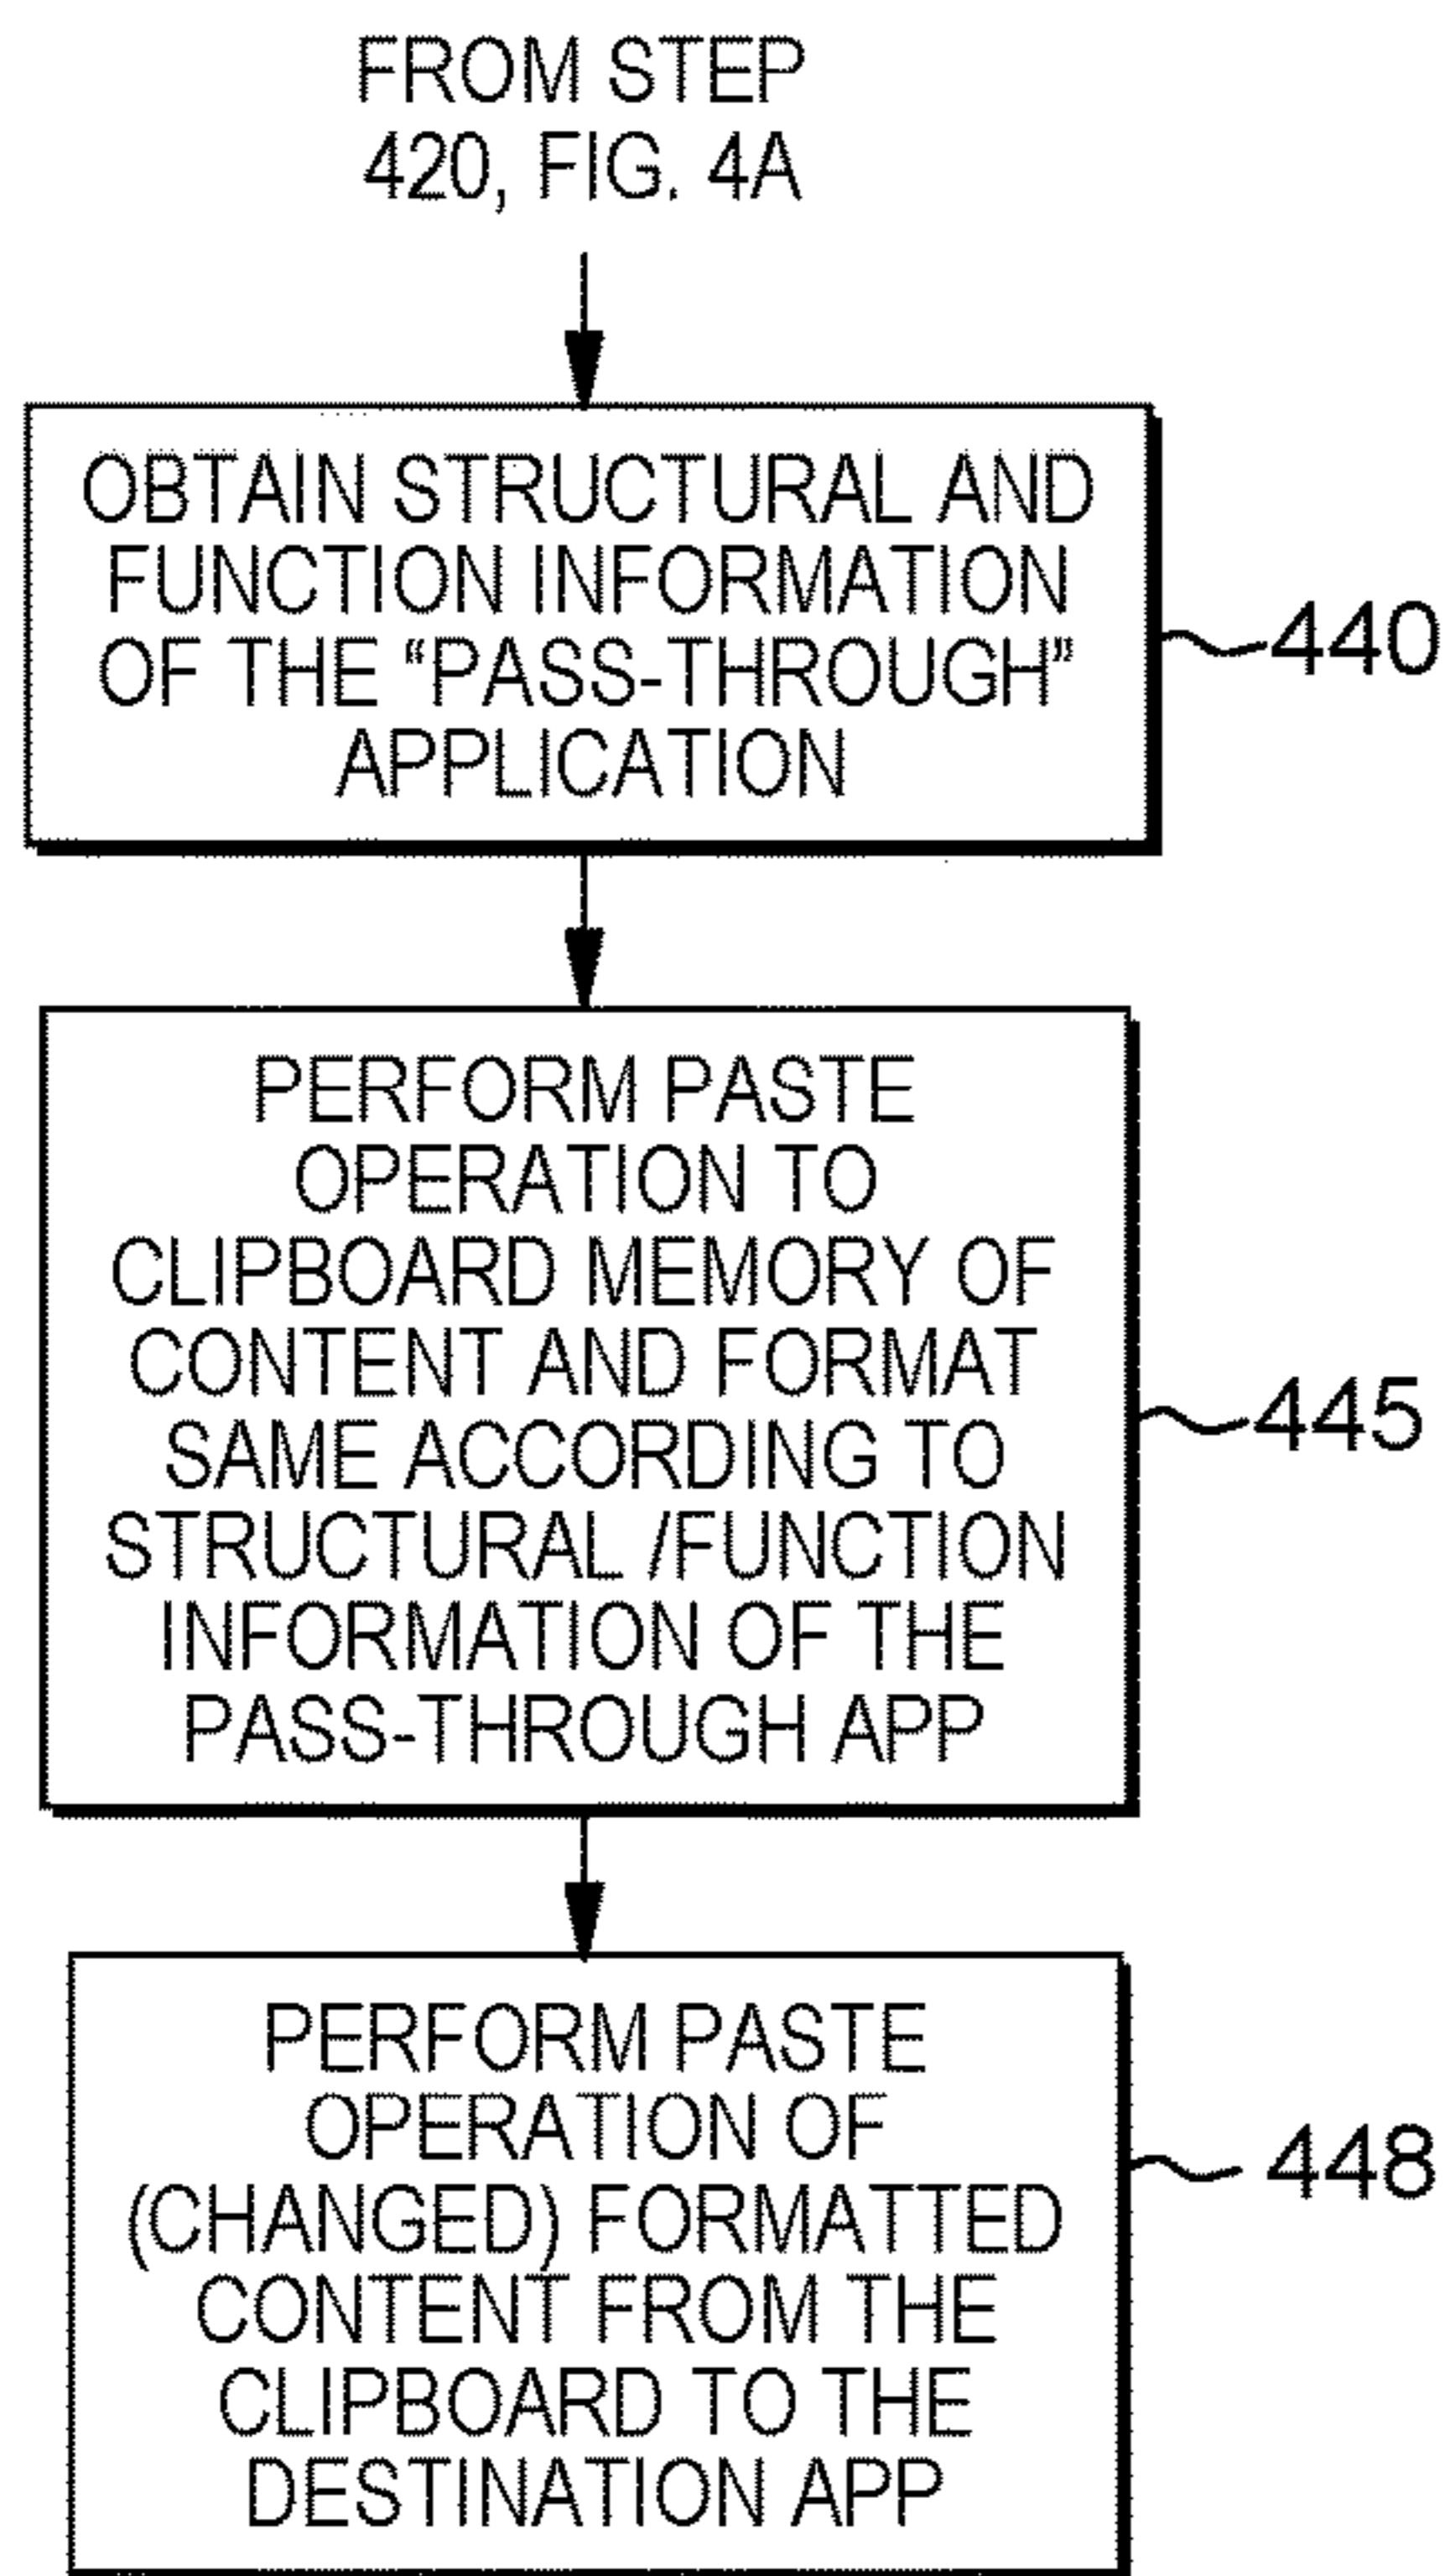 FROM STEP
420, FIG. 4A
OBTAIN STRUCTURAL AND
FUNCTION INFORMATION
OF THE “PASS-THROUGH”
APPLICATION
440
PERFORM PASTE
OPERATION TO
CLIPBOARD MEMORY OF
CONTENT AND FORMAT
SAME ACCORDING TO
STRUCTURAL /FUNCTION
INFORMATION OF THE
PASS-THROUGH APP
445
PERFORM PASTE
OPERATION OF
(CHANGED) FORMATTED
CONTENT FROM THE
CLIPBOARD TO THE
DESTINATION APP
448